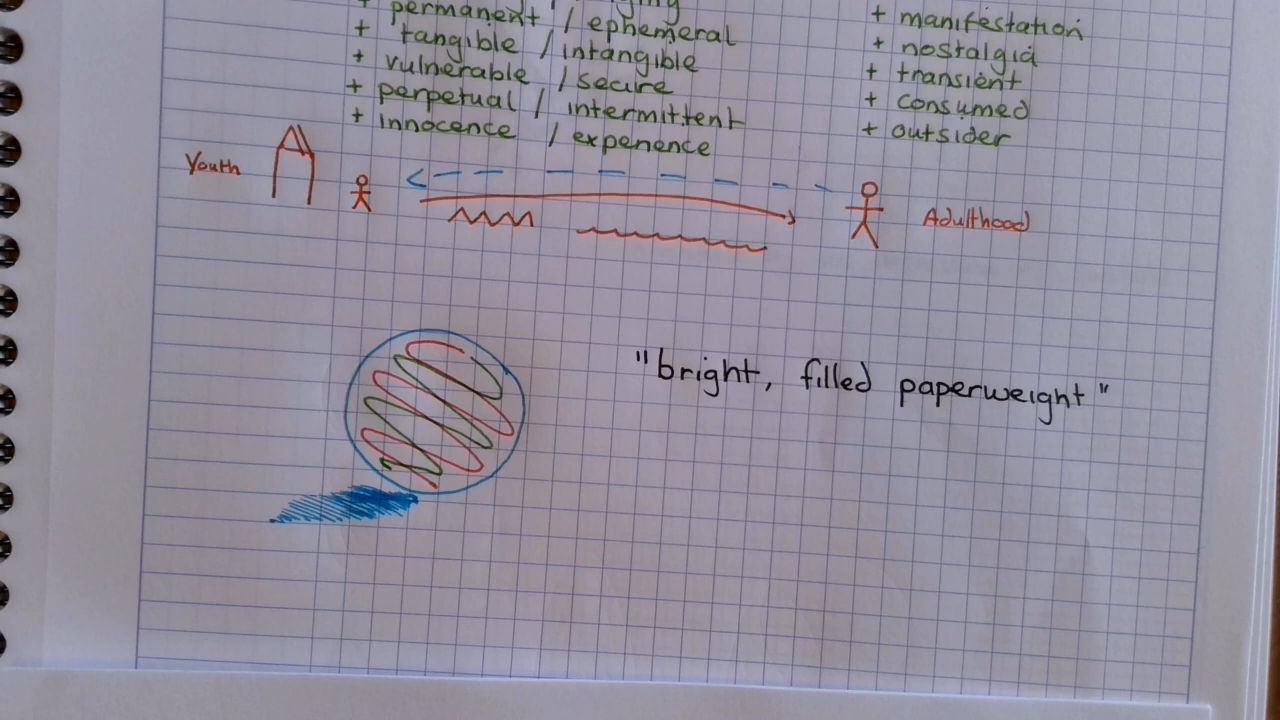 + permanent / ephemeral
+ tangible / intangible
+ vulnerable / secure
+ perpetual / intermittent
+ innocence / experience
+ manifestation
+ nostalgia
+ transient
+ consumed
+ outsider
Youth
Adulthood
"bright, filled paperweight"